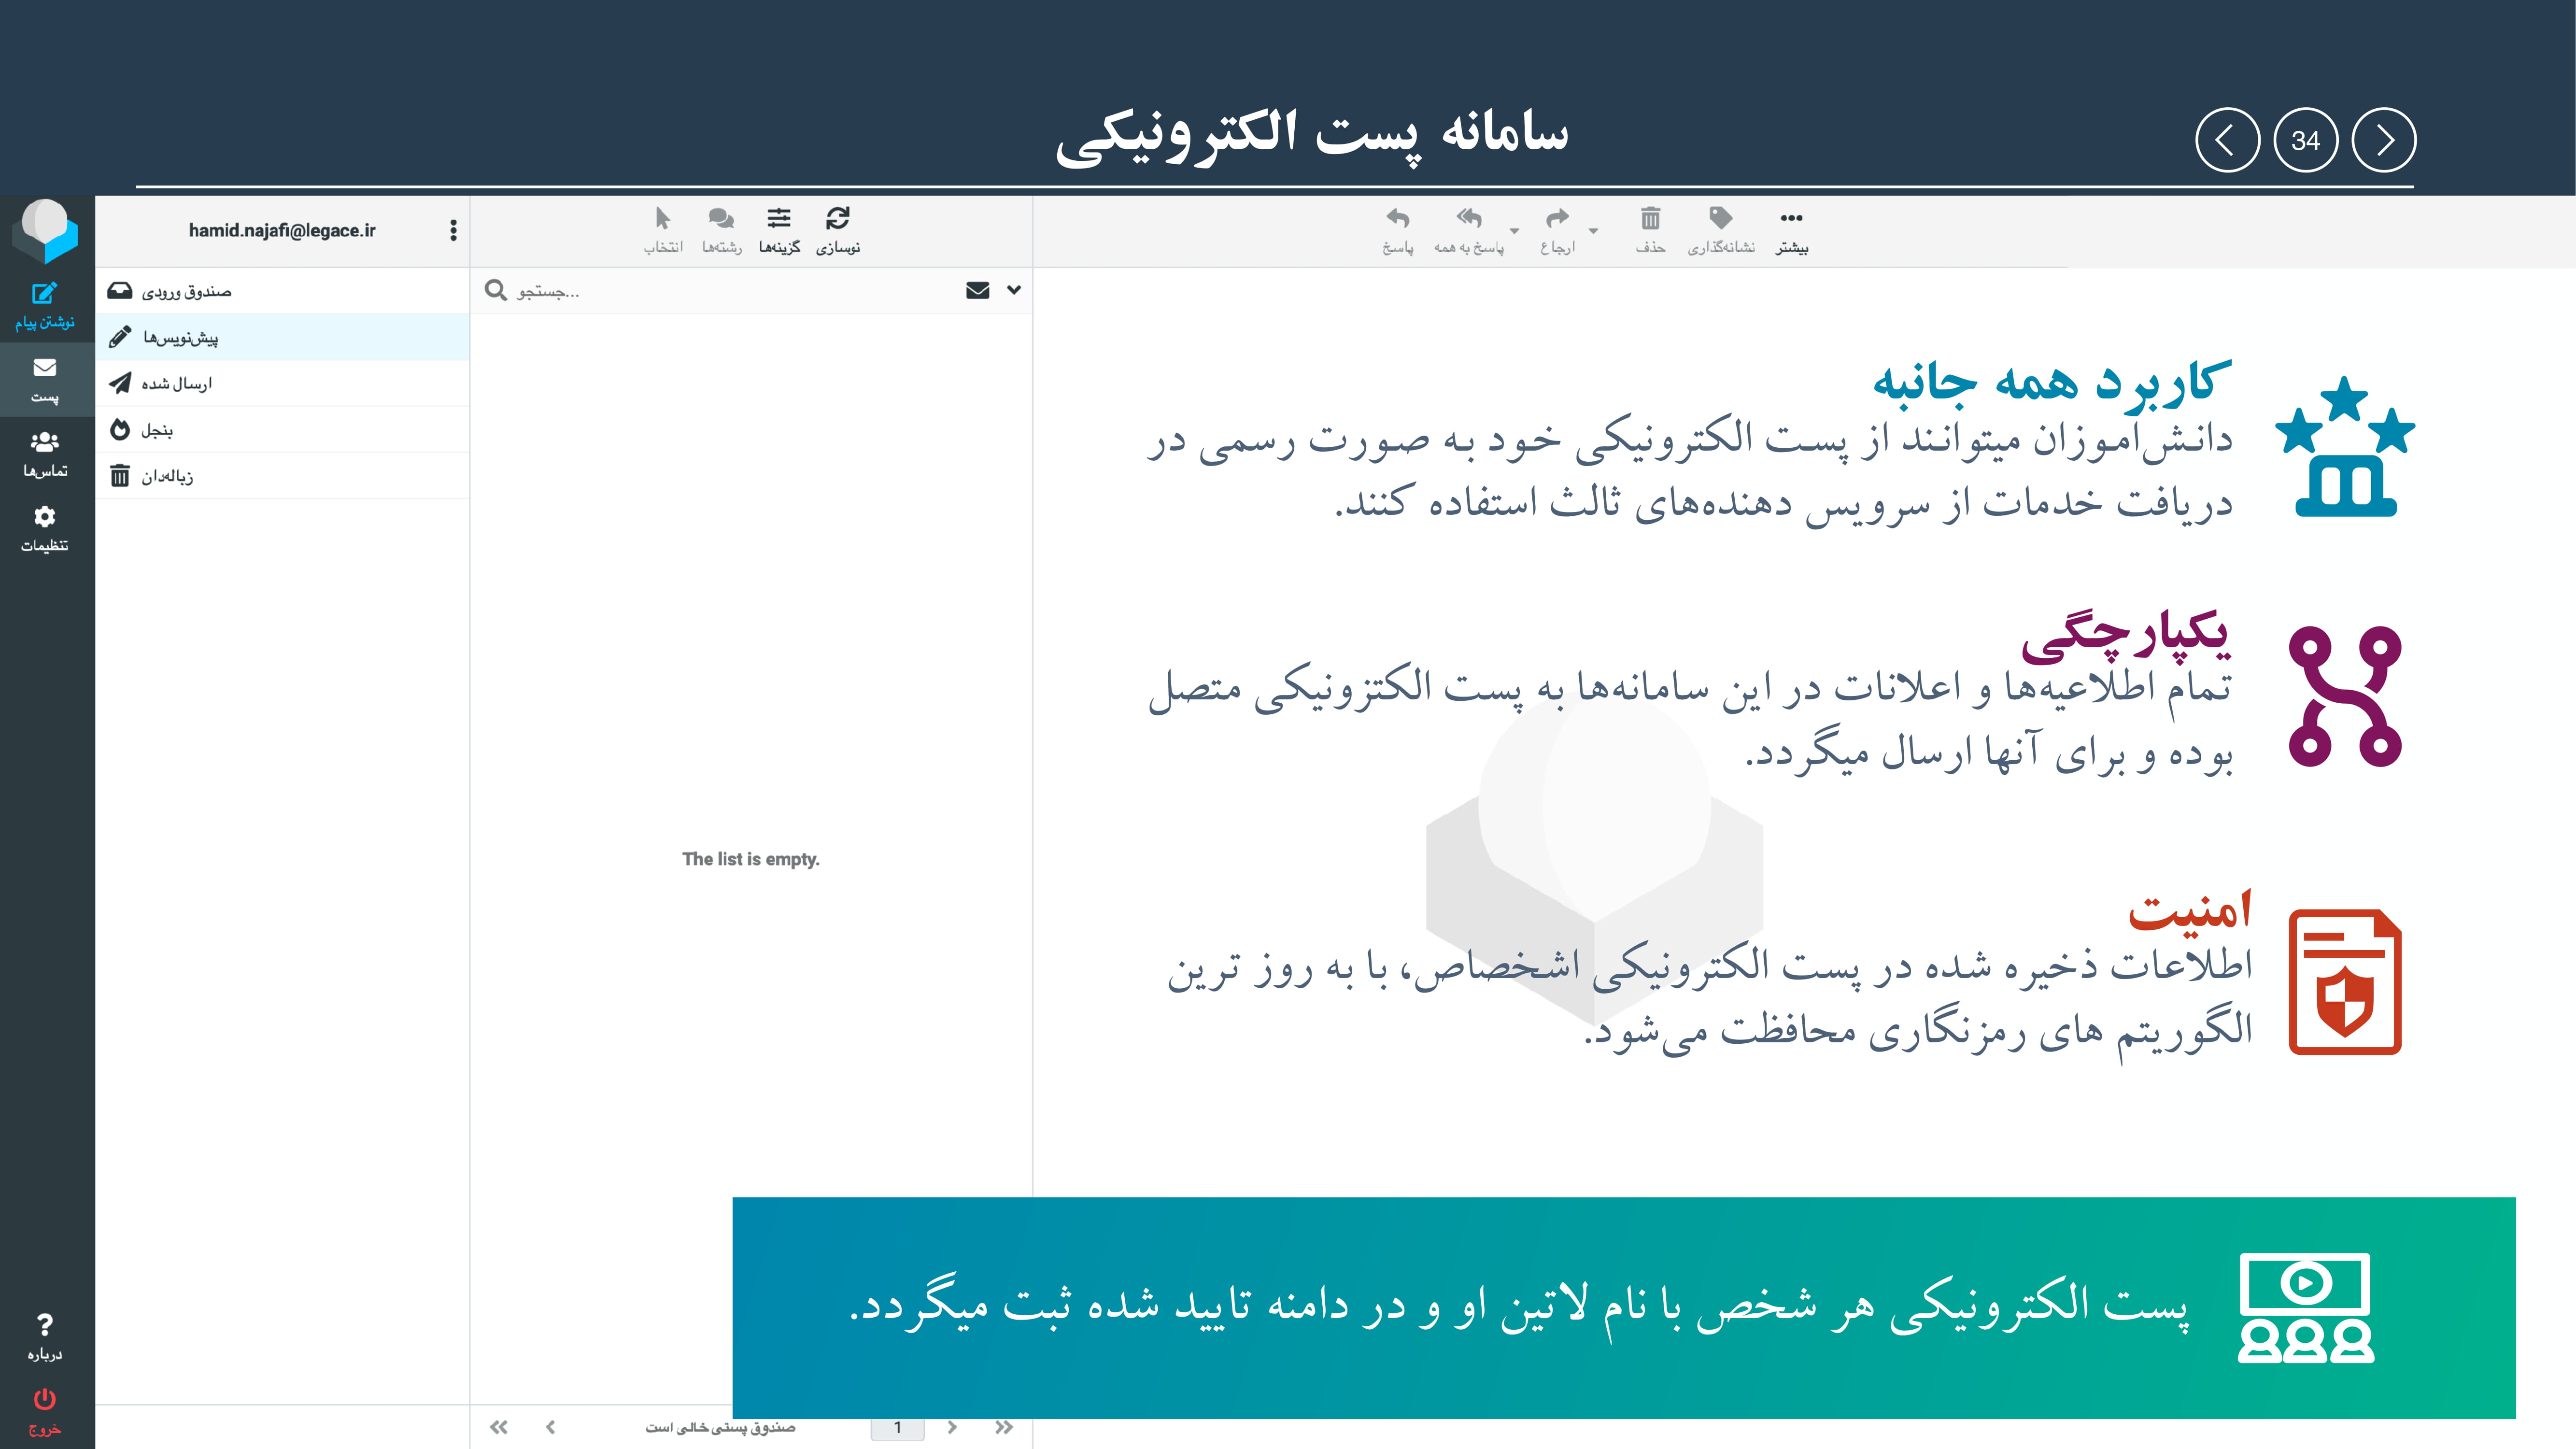 سامانه پست الکترونیکی
34
hamid.najafi@legace.ir
انتخاب
رشته‌ها
گزینه‌ها
نوسازی
پاسخ
پاسخ به همه
ارجاع
حذف
نشانه‌گذاری
بیشتر
نوشتن پیام
پست
تماس‌ها
تنظیمات
درباره
خروج
صندوق ورودی
پیش‌نویس‌ها
ارسال شده
بنجل
زباله‌دان
جستجو...
The list is empty.
کاربرد همه جانبه
دانش‌آموزان میتوانند از پست الکترونیکی خود به صورت رسمی در
دریافت خدمات از سرویس دهنده‌های ثالث استفاده کنند.
یکپارچگی
تمام اطلاعیه‌ها و اعلانات در این سامانه‌ها به پست الکتزونیکی متصل
بوده و برای آنها ارسال میگردد.
امنیت
اطلاعات ذخیره شده در پست الکترونیکی اشخصاص، با به روز ترین
الگوریتم های رمزنگاری محافظت می‌شود.
پست الکترونیکی هر شخص با نام لاتین او و در دامنه تایید شده ثبت میگردد.
صندوق پستی خالی است
1